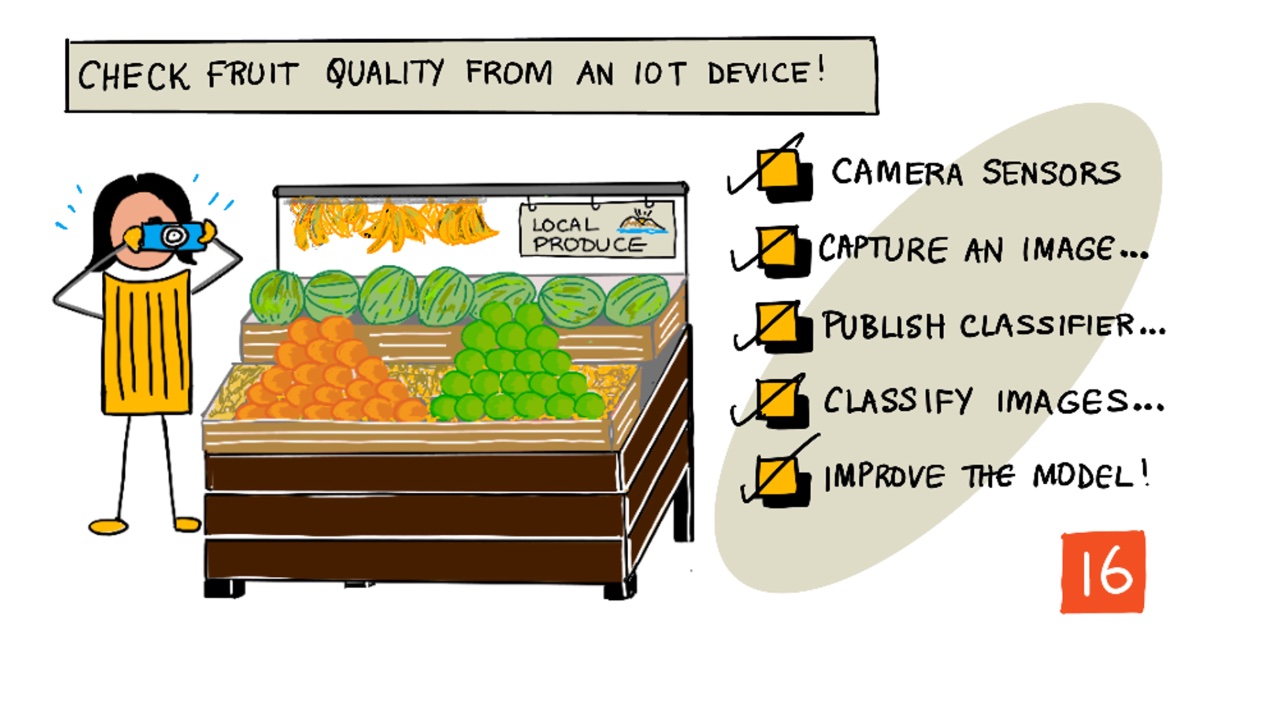 CHECK FRUIT QUALITY FROM AN IOT DEVICE!
LOCAL
PRODUCE
CAMERA SENSORS
CAPTURE AN IMAGE...
PUBLISH CLASSIFIER...
CLASSIFY IMAGES...
IMPROVE THE MODEL!
16